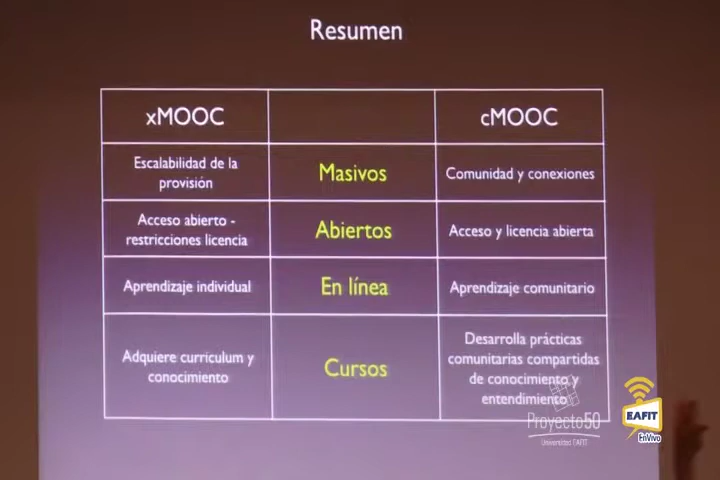 Resumen
xMOOC
cMOOC
Escalabilidad de la
provisión
Masivos
Comunidad y conexiones
Acceso abierto -
restricciones licencia
Abiertos
Acceso y licencia abierta
Aprendizaje individual
En línea
Aprendizaje comunitario
Adquiere curriculum y
conocimiento
Cursos
Desarrolla prácticas
comunitarias compartidas
de conocimiento y
entendimiento
Proyecto50
Universidad EAFIT
EAFIT
EnVivo